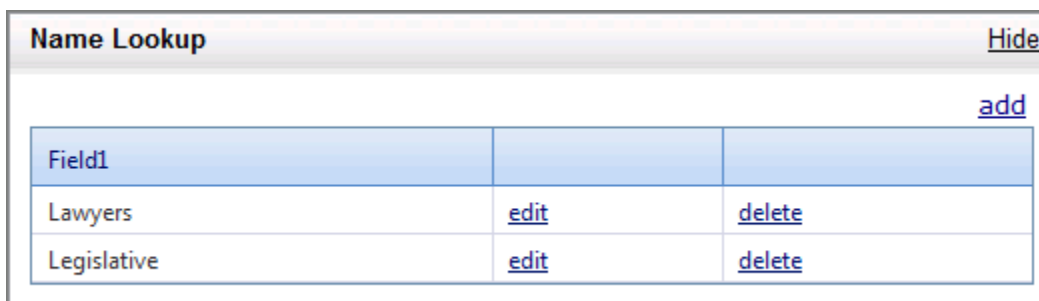 Name Lookup Hide
add
Field1
Lawyers edit delete
Legislative edit delete